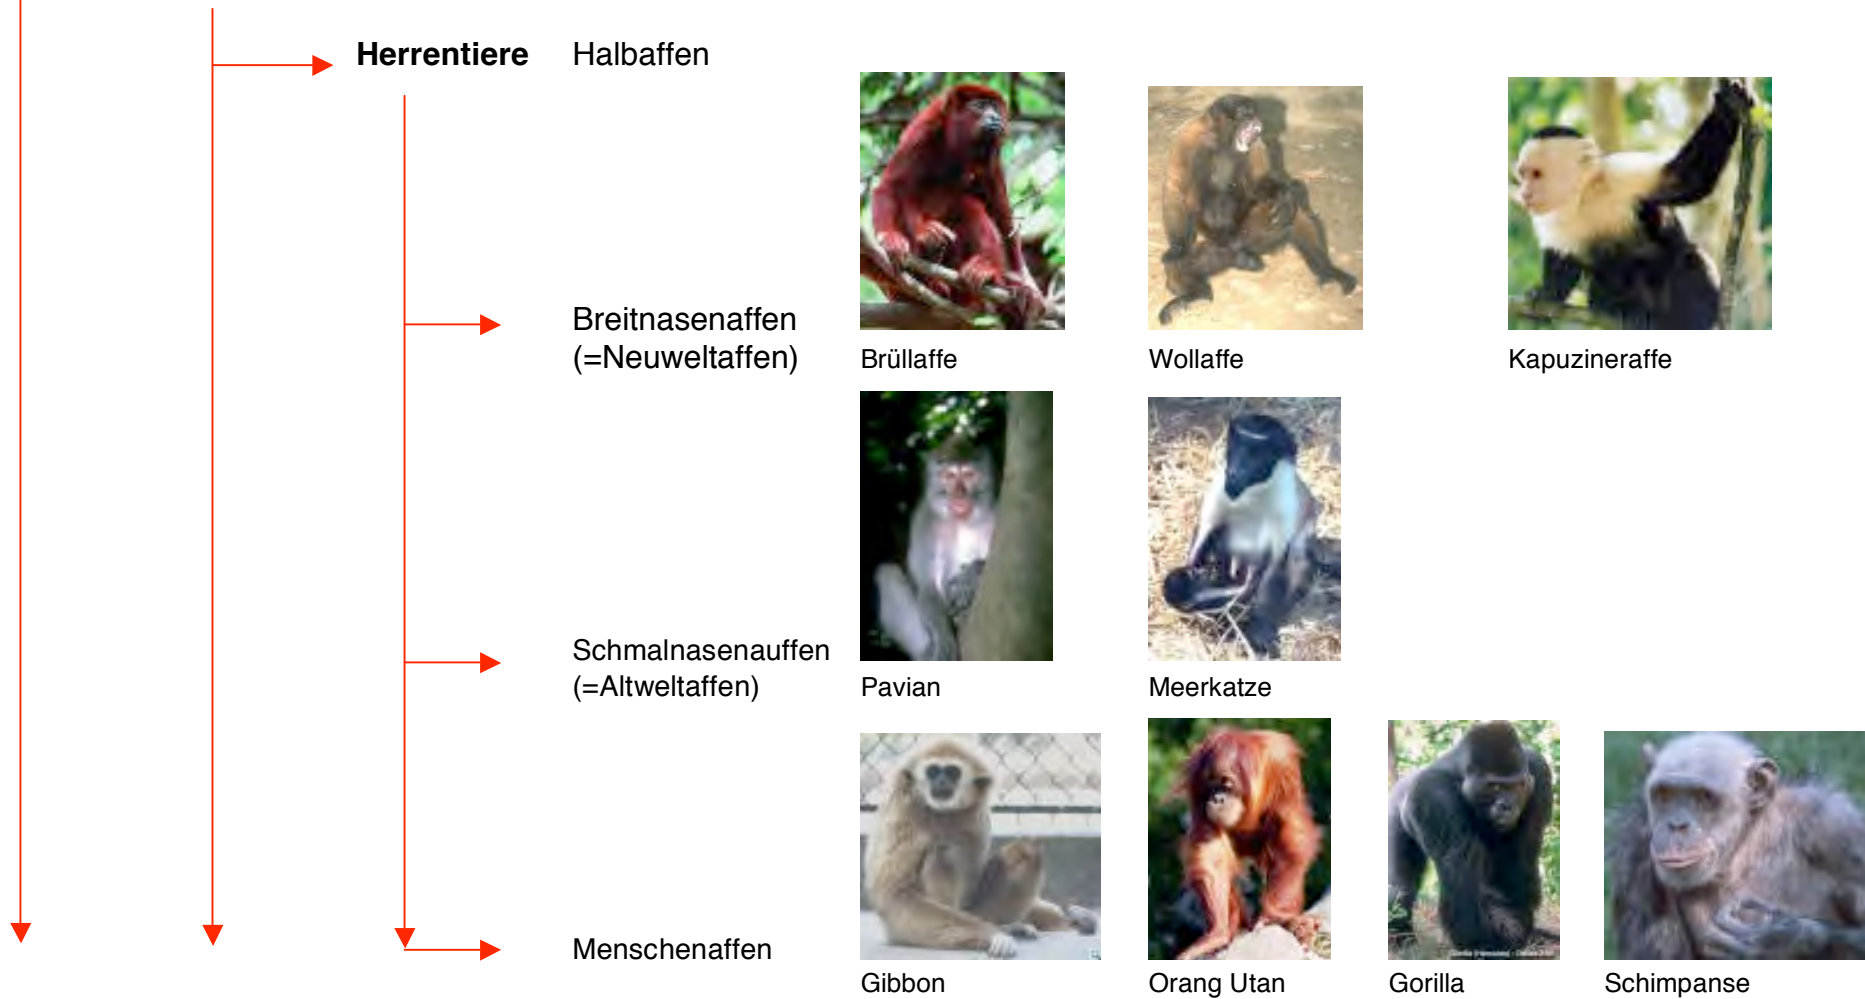 Herrentiere Halbaffen
Breitnasenaffen
(=Neuweltaffen)
Brüllaffe Wollaffe Kapuzineraffe
Schmalnasenauffen
(=Altweltaffen)
Pavian Meerkatze
Menschenaffen
Gibbon Orang Utan Gorilla Schimpanse